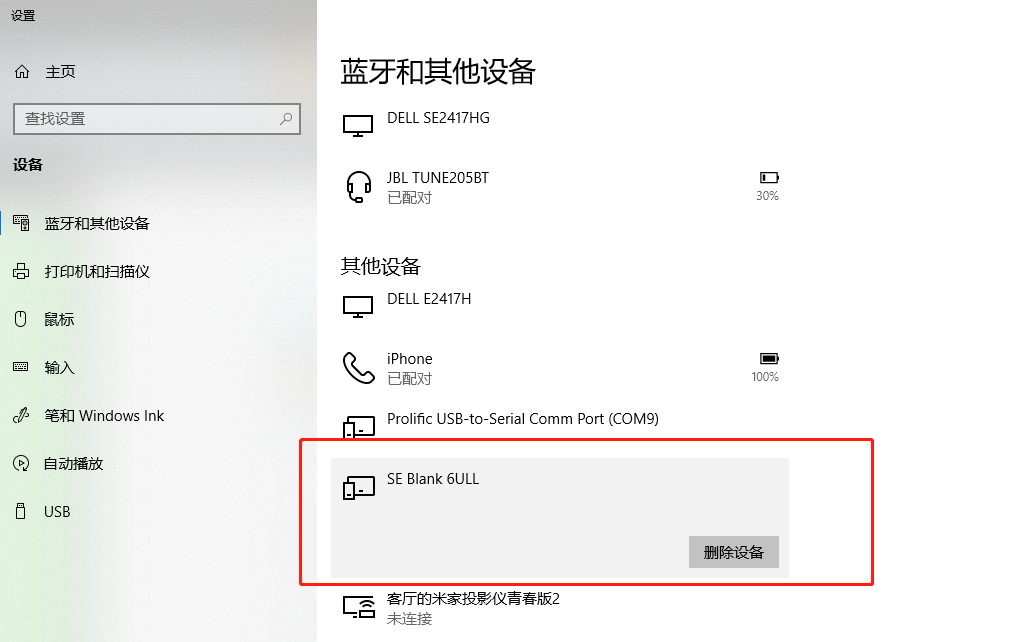 设置
主页
查找设置
设备
蓝牙和其他设备
打印机和扫描仪
鼠标
输入
笔和 Windows Ink
自动播放
USB
蓝牙和其他设备
DELL SE2417HG
JBL TUNE205BT
已配对
30%
其他设备
DELL E2417H
iPhone
已配对
100%
Prolific USB-to-Serial Comm Port (COM9)
SE Blank 6ULL
删除设备
客厅的米家投影仪青春版2
未连接